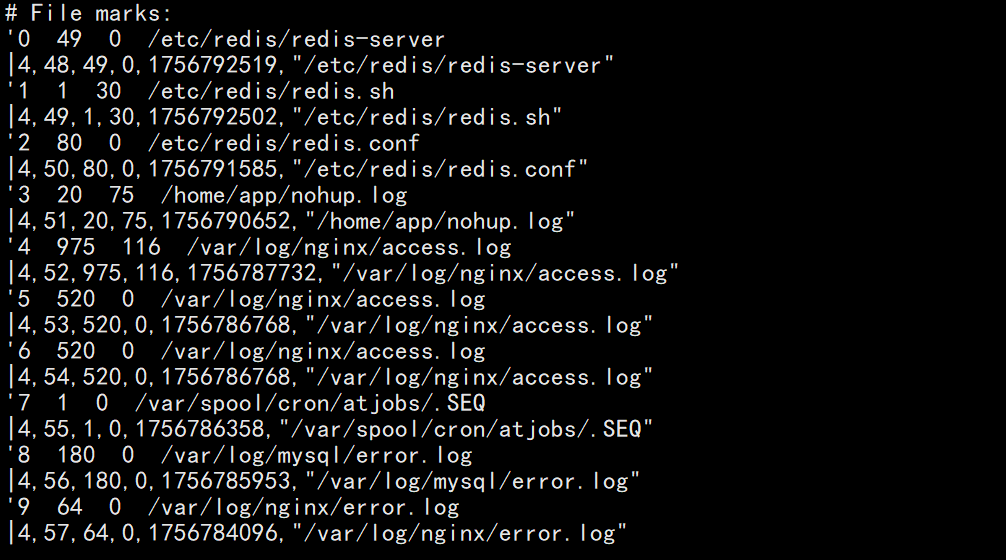 # File marks:
'0  49  0  /etc/redis/redis-server
|4,48,49,0,1756792519,"/etc/redis/redis-server"
'1  1  30  /etc/redis/redis.sh
|4,49,1,30,1756792502,"/etc/redis/redis.sh"
'2  80  0  /etc/redis/redis.conf
|4,50,80,0,1756791585,"/etc/redis/redis.conf"
'3  20  75  /home/app/nohup.log
|4,51,20,75,1756790652,"/home/app/nohup.log"
'4  975  116  /var/log/nginx/access.log
|4,52,975,116,1756787732,"/var/log/nginx/access.log"
'5  520  0  /var/log/nginx/access.log
|4,53,520,0,1756786768,"/var/log/nginx/access.log"
'6  520  0  /var/log/nginx/access.log
|4,54,520,0,1756786768,"/var/log/nginx/access.log"
'7  1  0  /var/spool/cron/atjobs/.SEQ
|4,55,1,0,1756786358,"/var/spool/cron/atjobs/.SEQ"
'8  180  0  /var/log/mysql/error.log
|4,56,180,0,1756785953,"/var/log/mysql/error.log"
'9  64  0  /var/log/nginx/error.log
|4,57,64,0,1756784096,"/var/log/nginx/error.log"